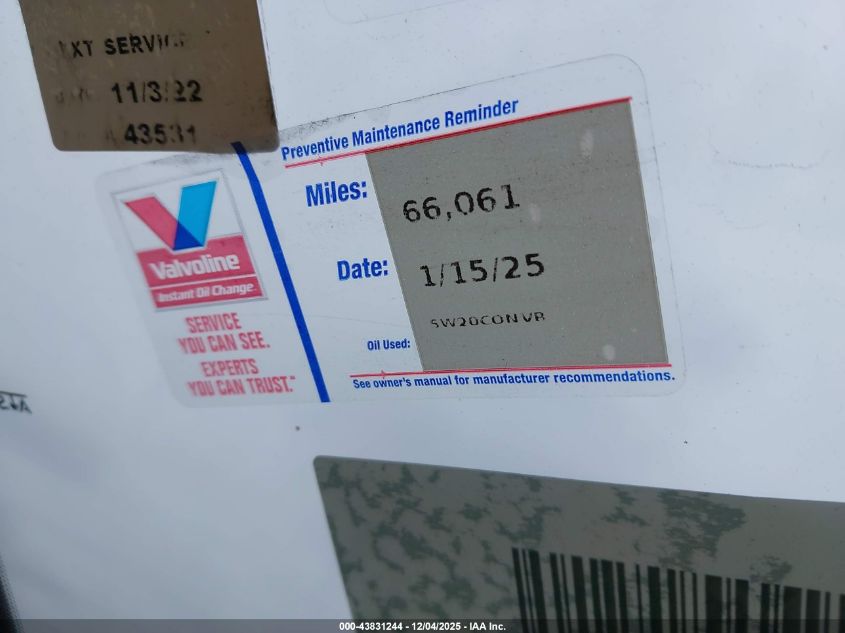 SERVICE
11/3/22
43531
Preventive Maintenance Reminder
Miles: 66,061
Date: 1/15/25
5W20CONVB
Oil Used:
See owner's manual for manufacturer recommendations.
Valvoline
Instant Oil Change
SERVICE
YOU CAN SEE.
EXPERTS
YOU CAN TRUST.™
000-43831244 - 12/04/2025 - IAA Inc.